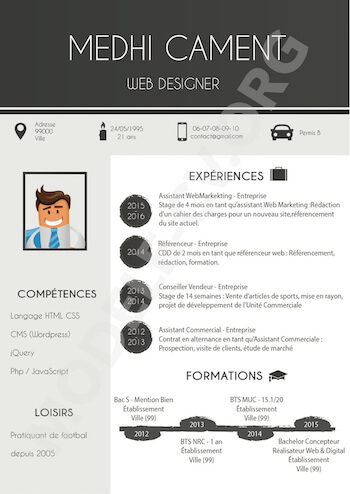 MEDHI CAMENT
WEB DESIGNER
Adresse
99000
Ville
24/05/1995
21 ans
06-07-08-09-10
contact@gmail.com
Permis B
COMPÉTENCES
Langage HTML CSS
CMS (Wordpress)
jQuery
Php / JavaScript
LOISIRS
Pratiquant de footbal
depuis 2005
EXPÉRIENCES
2015
2016
Assistant WebMarkekting - Entreprise
Stage de 4 mois en tant qu'assistant Web Marketing :Rédaction
d'un cahier des charges pour un nouveau site,référencement
du site actuel.
2014
Référenceur - Entreprise
CDD de 2 mois en tant que référenceur web : Référencement,
rédaction, formation.
2013
2014
Conseiller Vendeur - Entreprise
Stage de 14 semaines : Vente d'articles de sports, mise en rayon,
projet de développement de l'Unité Commerciale
2012
2013
Assistant Commercial - Entreprise
Contrat en alternance en tant qu'Assistant Commerciale :
Prospection, visite de clients, étude de marché
FORMATIONS
Bac S - Mention Bien
Établissement
Ville (99)
2012
2013
BTS NRC - 1 an
Établissement
Ville (99)
BTS MUC - 15.1/20
Établissement
Ville (99)
2014
2015
Bachelor Concepteur
Réalisateur Web & Digital
Établissement
Ville (99)